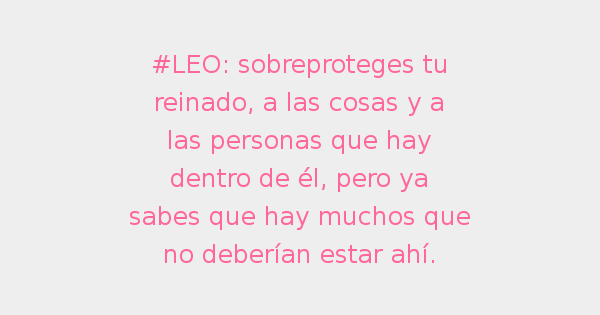 #LEO: sobreproteges tu
reinado, a las cosas y a
las personas que hay
dentro de él, pero ya
sabes que hay muchos que
no deberían estar ahí.